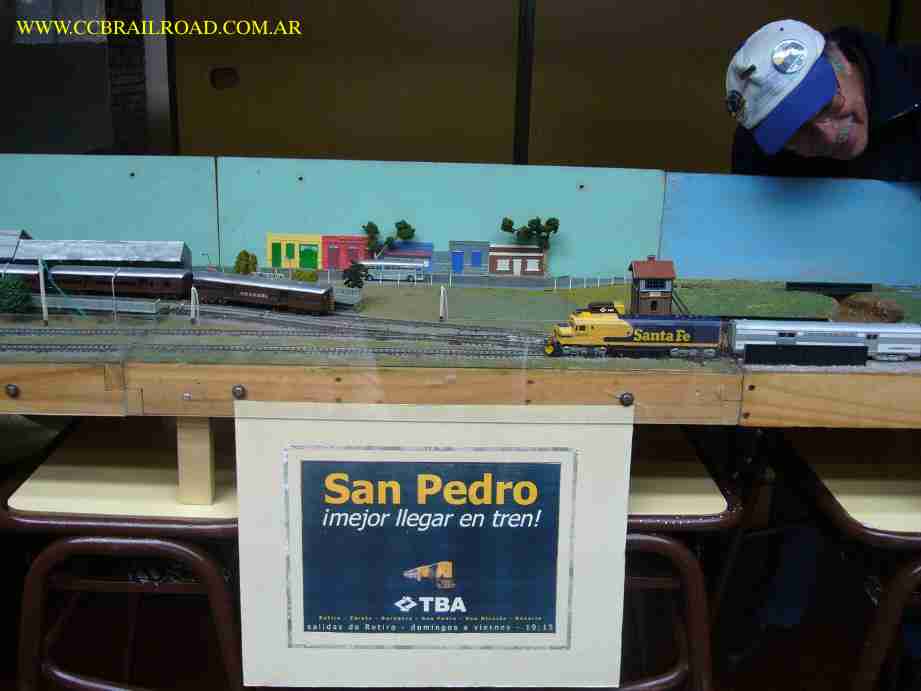 WWW.CCBRAILROAD.COM.AR
Santa Fe
San Pedro
¡mejor llegar en tren!
TBA
Retiro - Zarate - Baradero - San Pedro - San Nicolás - Rosario
salidas de Retiro - domingos a viernes - 19:15